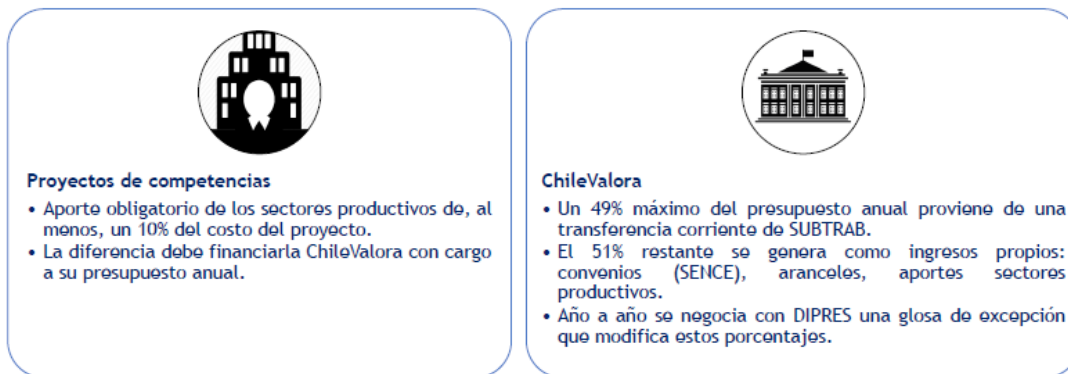 Proyectos de competencias
• Aporte obligatorio de los sectores productivos de, al
menos, un 10% del costo del proyecto.
• La diferencia debe financiarla ChileValora con cargo
a su presupuesto anual.
ChileValora
• Un 49% máximo del presupuesto anual proviene de una
transferencia corriente de SUBTRAB.
• El 51% restante se genera como ingresos propios:
convenios (SENCE), aranceles, aportes sectores
productivos.
• Año a año se negocia con DIPRES una glosa de excepción
que modifica estos porcentajes.